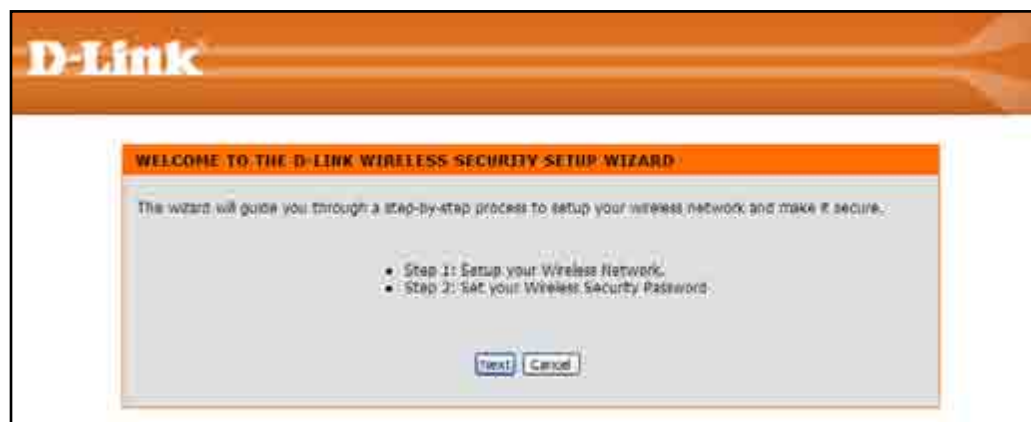 D-Link
WELCOME TO THE D-LINK WIRELESS SECURITY SETUP WIZARD
The wizard will guide you through a step-by-step process to setup your wireless network and make it secure.
• Step 1: Setup your Wireless Network.
• Step 2: Set your Wireless Security Password
Next Cancel